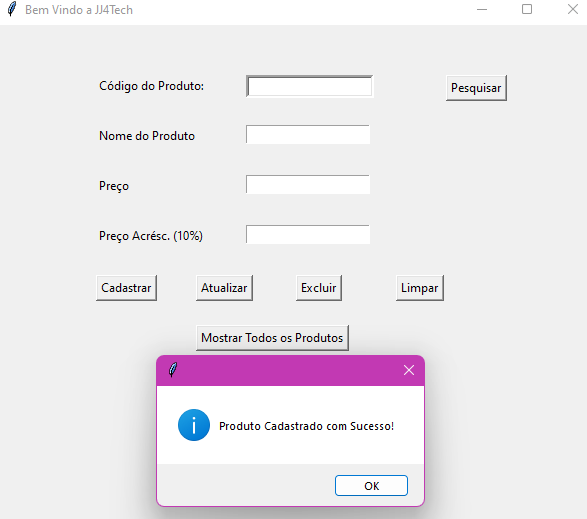 Bem Vindo a JJ4Tech
Código do Produto:
Pesquisar
Nome do Produto
Preço
Preço Acrésc. (10%)
Cadastrar
Atualizar
Excluir
Limpar
Mostrar Todos os Produtos
Produto Cadastrado com Sucesso!
OK